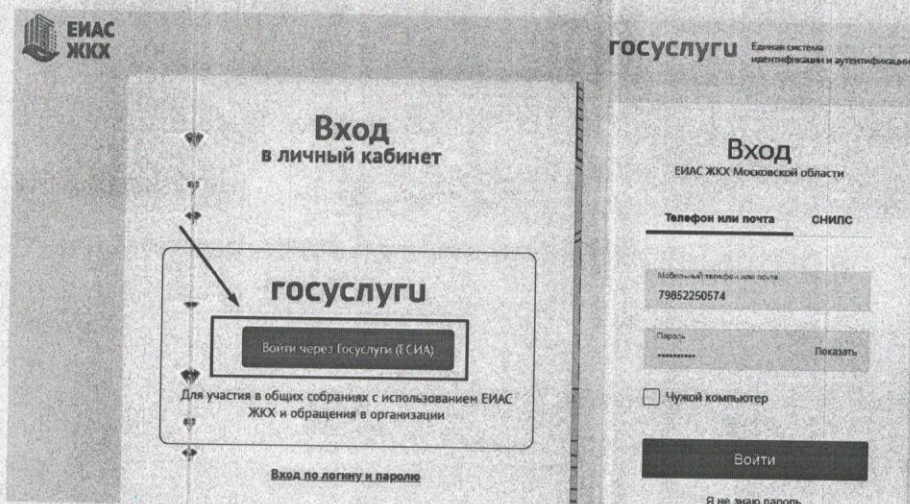 ЕИАС
ЖКХ
Вход
в личный кабинет
госуслуги
Войти через Госуслуги (ЕСИА)
Для участия в общих собраниях с использованием ЕИАС
ЖКХ и обращения в организации
Вход по логину и паролю
госуслуги
Единая система
идентификации и аутентификации
Вход
ЕИАС ЖКХ Московской области
Телефон или почта СНИЛС
Мобильный телефон или почта
79852250574
Пароль
Показать
Чужой компьютер
Войти
Я не знаю пароль